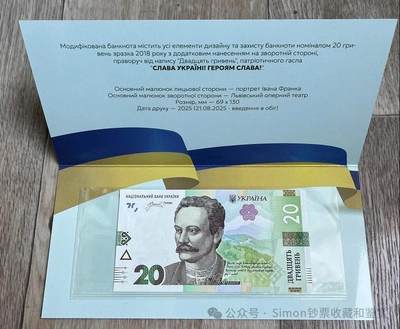 Модифікована банкнота містить усі елементи дизайну та захисту банкноти номіналом 20 гри-
вень зразка 2018 року з додатковим нанесенням на зворотній стороні,
праворуч від напису "Двадцять гривень", патріотичного гасла
"СЛАВА УКРАЇНІ! ГЕРОЯМ СЛАВА!"
Основний малюнок лицьової сторони — портрет Івана Франка
Основний малюнок зворотної сторони — Львівський оперний театр
Розмір, мм — 69 x 130
Дата друку — 2025 (21.08.2025 - введення в обіг)
НАЦІОНАЛЬНИЙ БАНК УКРАЇНИ
УКРАЇНА
20
ДВАДЦЯТЬ
ГРИВЕНЬ
20
公众号 · Simon钞票收藏和鉴